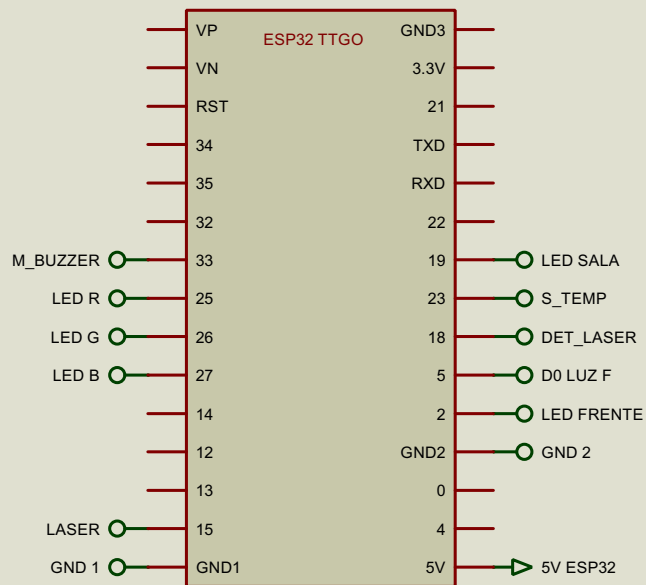 ESP32 TTGO
VP GND3
VN 3.3V
RST 21
34 TXD
35 RXD
32 22
M_BUZZER 33 19 LED SALA
LED R 25 23 S_TEMP
LED G 26 18 DET_LASER
LED B 27 5 D0 LUZ F
14 2 LED FRENTE
12 GND2 GND 2
13 0
LASER 15 4
GND 1 GND1 5V 5V ESP32